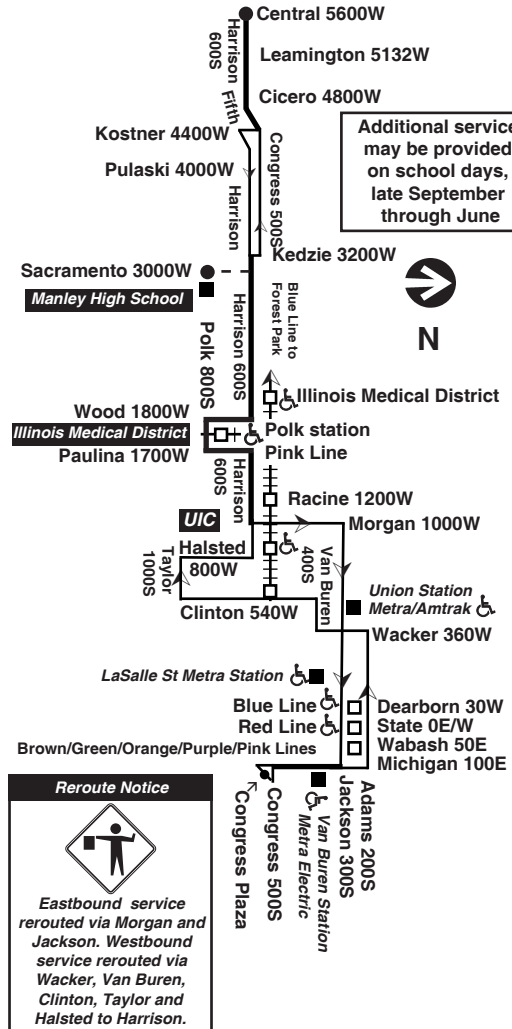 Central 5600W
Harrison
600S
Leamington 5132W
Fifth
Cicero 4800W
Kostner 4400W
Pulaski 4000W
Harrison
Congress 500S
Additional service
may be provided
on school days,
late September
through June
Kedzie 3200W
Sacramento 3000W
Manley High School
Harrison 600S
Polk 800S
Blue Line to
Forest Park
N
Illinois Medical District
Wood 1800W
Illinois Medical District
Paulina 1700W
Polk station
Pink Line
Harrison
600S
Racine 1200W
UIC
Morgan 1000W
Halsted
800W
Taylor
1000S
Van Buren
400S
Clinton 540W
Union Station
Metra/Amtrak
Wacker 360W
LaSalle St Metra Station
Blue Line
Red Line
Brown/Green/Orange/Purple/Pink Lines
Dearborn 30W
State 0E/W
Wabash 50E
Michigan 100E
Congress Plaza
Congress 500S
Van Buren Station
Metra Electric
Jackson 300S
Adams 200S
Reroute Notice
Eastbound service
rerouted via Morgan and
Jackson. Westbound
service rerouted via
Wacker, Van Buren,
Clinton, Taylor and
Halsted to Harrison.